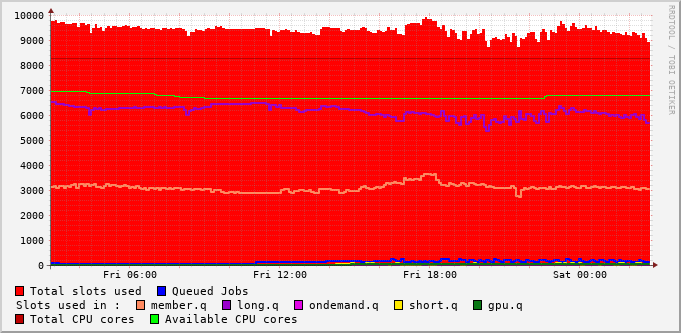 10000
9000
8000
7000
6000
5000
4000
3000
2000
1000
0
Fri 06:00 Fri 12:00 Fri 18:00 Sat 00:00
RRDTOOL / TOBI OETIKER
Total slots used Queued Jobs
Slots used in : member.q long.q ondemand.q short.q gpu.q
Total CPU cores Available CPU cores